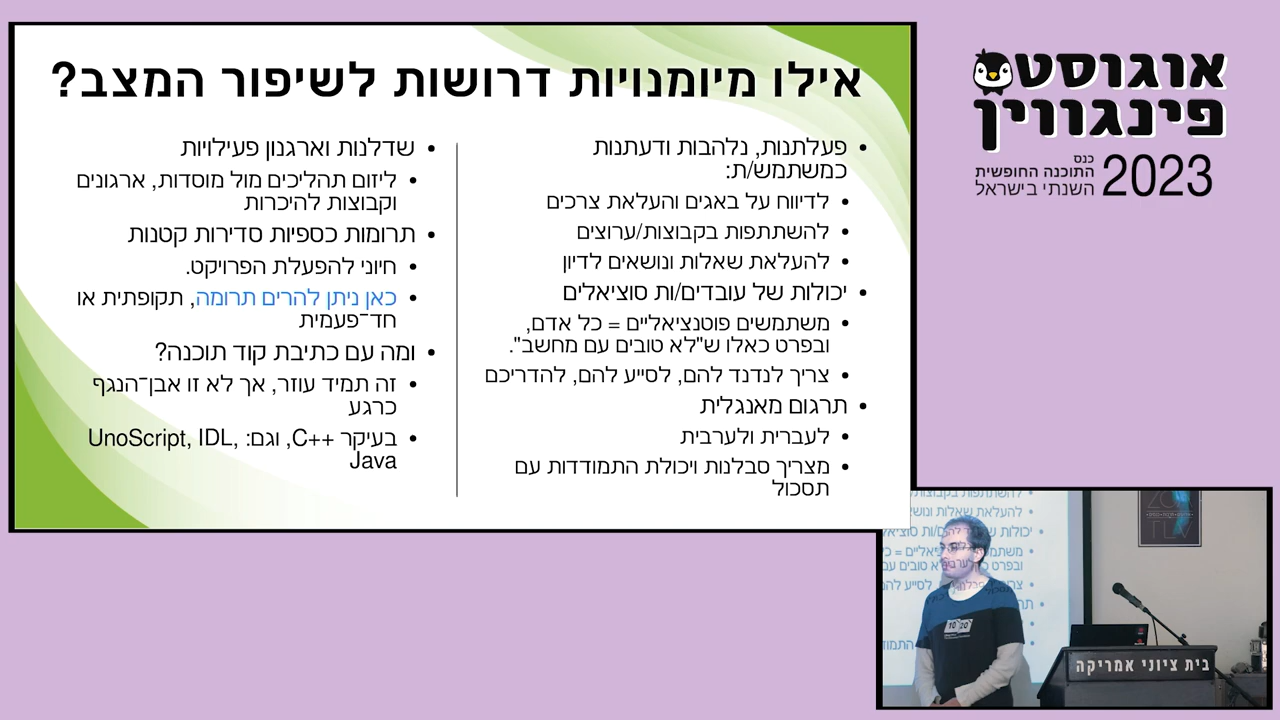 אילו מיומנויות דרושות לשיפור המצב?
פעלתנות, נלהבות ודעתנות
כמשתמש/ת:
לדיווח על באגים והעלאת צרכים
להשתתפות בקבוצות/ערוצים
להעלאת שאלות ונושאים לדיון
יכולות של עובדים/ות סוציאלים
משתמשים פוטנציאליים = כל אדם,
ובפרט כאלו ש"לא טובים עם מחשב".
צריך לנדנד להם, לסייע להם, להדריכם
תרגום מאנגלית
לעברית ולערבית
מצריך סבלנות ויכולת התמודדות עם
תסכול
שדלנות וארגנון פעילויות
ליזום תהליכים מול מוסדות, ארגונים
וקבוצות להיכרות
תרומות כספיות סדירות קטנות
חיוני להפעלת הפרויקט.
כאן ניתן להרים תרומה, תקופתית או
חד־פעמית
ומה עם כתיבת קוד תוכנה?
זה תמיד עוזר, אך לא זו אבן־הנגף
כרגע
בעיקר C++, וגם: UnoScript, IDL,
Java
אוגוסט
פינגווין
כנס
התוכנה החופשית
השנתי בישראל
2023
בית ציוני אמריקה